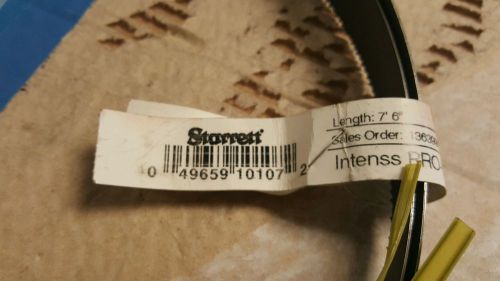 Starrett
0 49659 10107 2
Length: 7' 6"
Sales Order:
Intenss